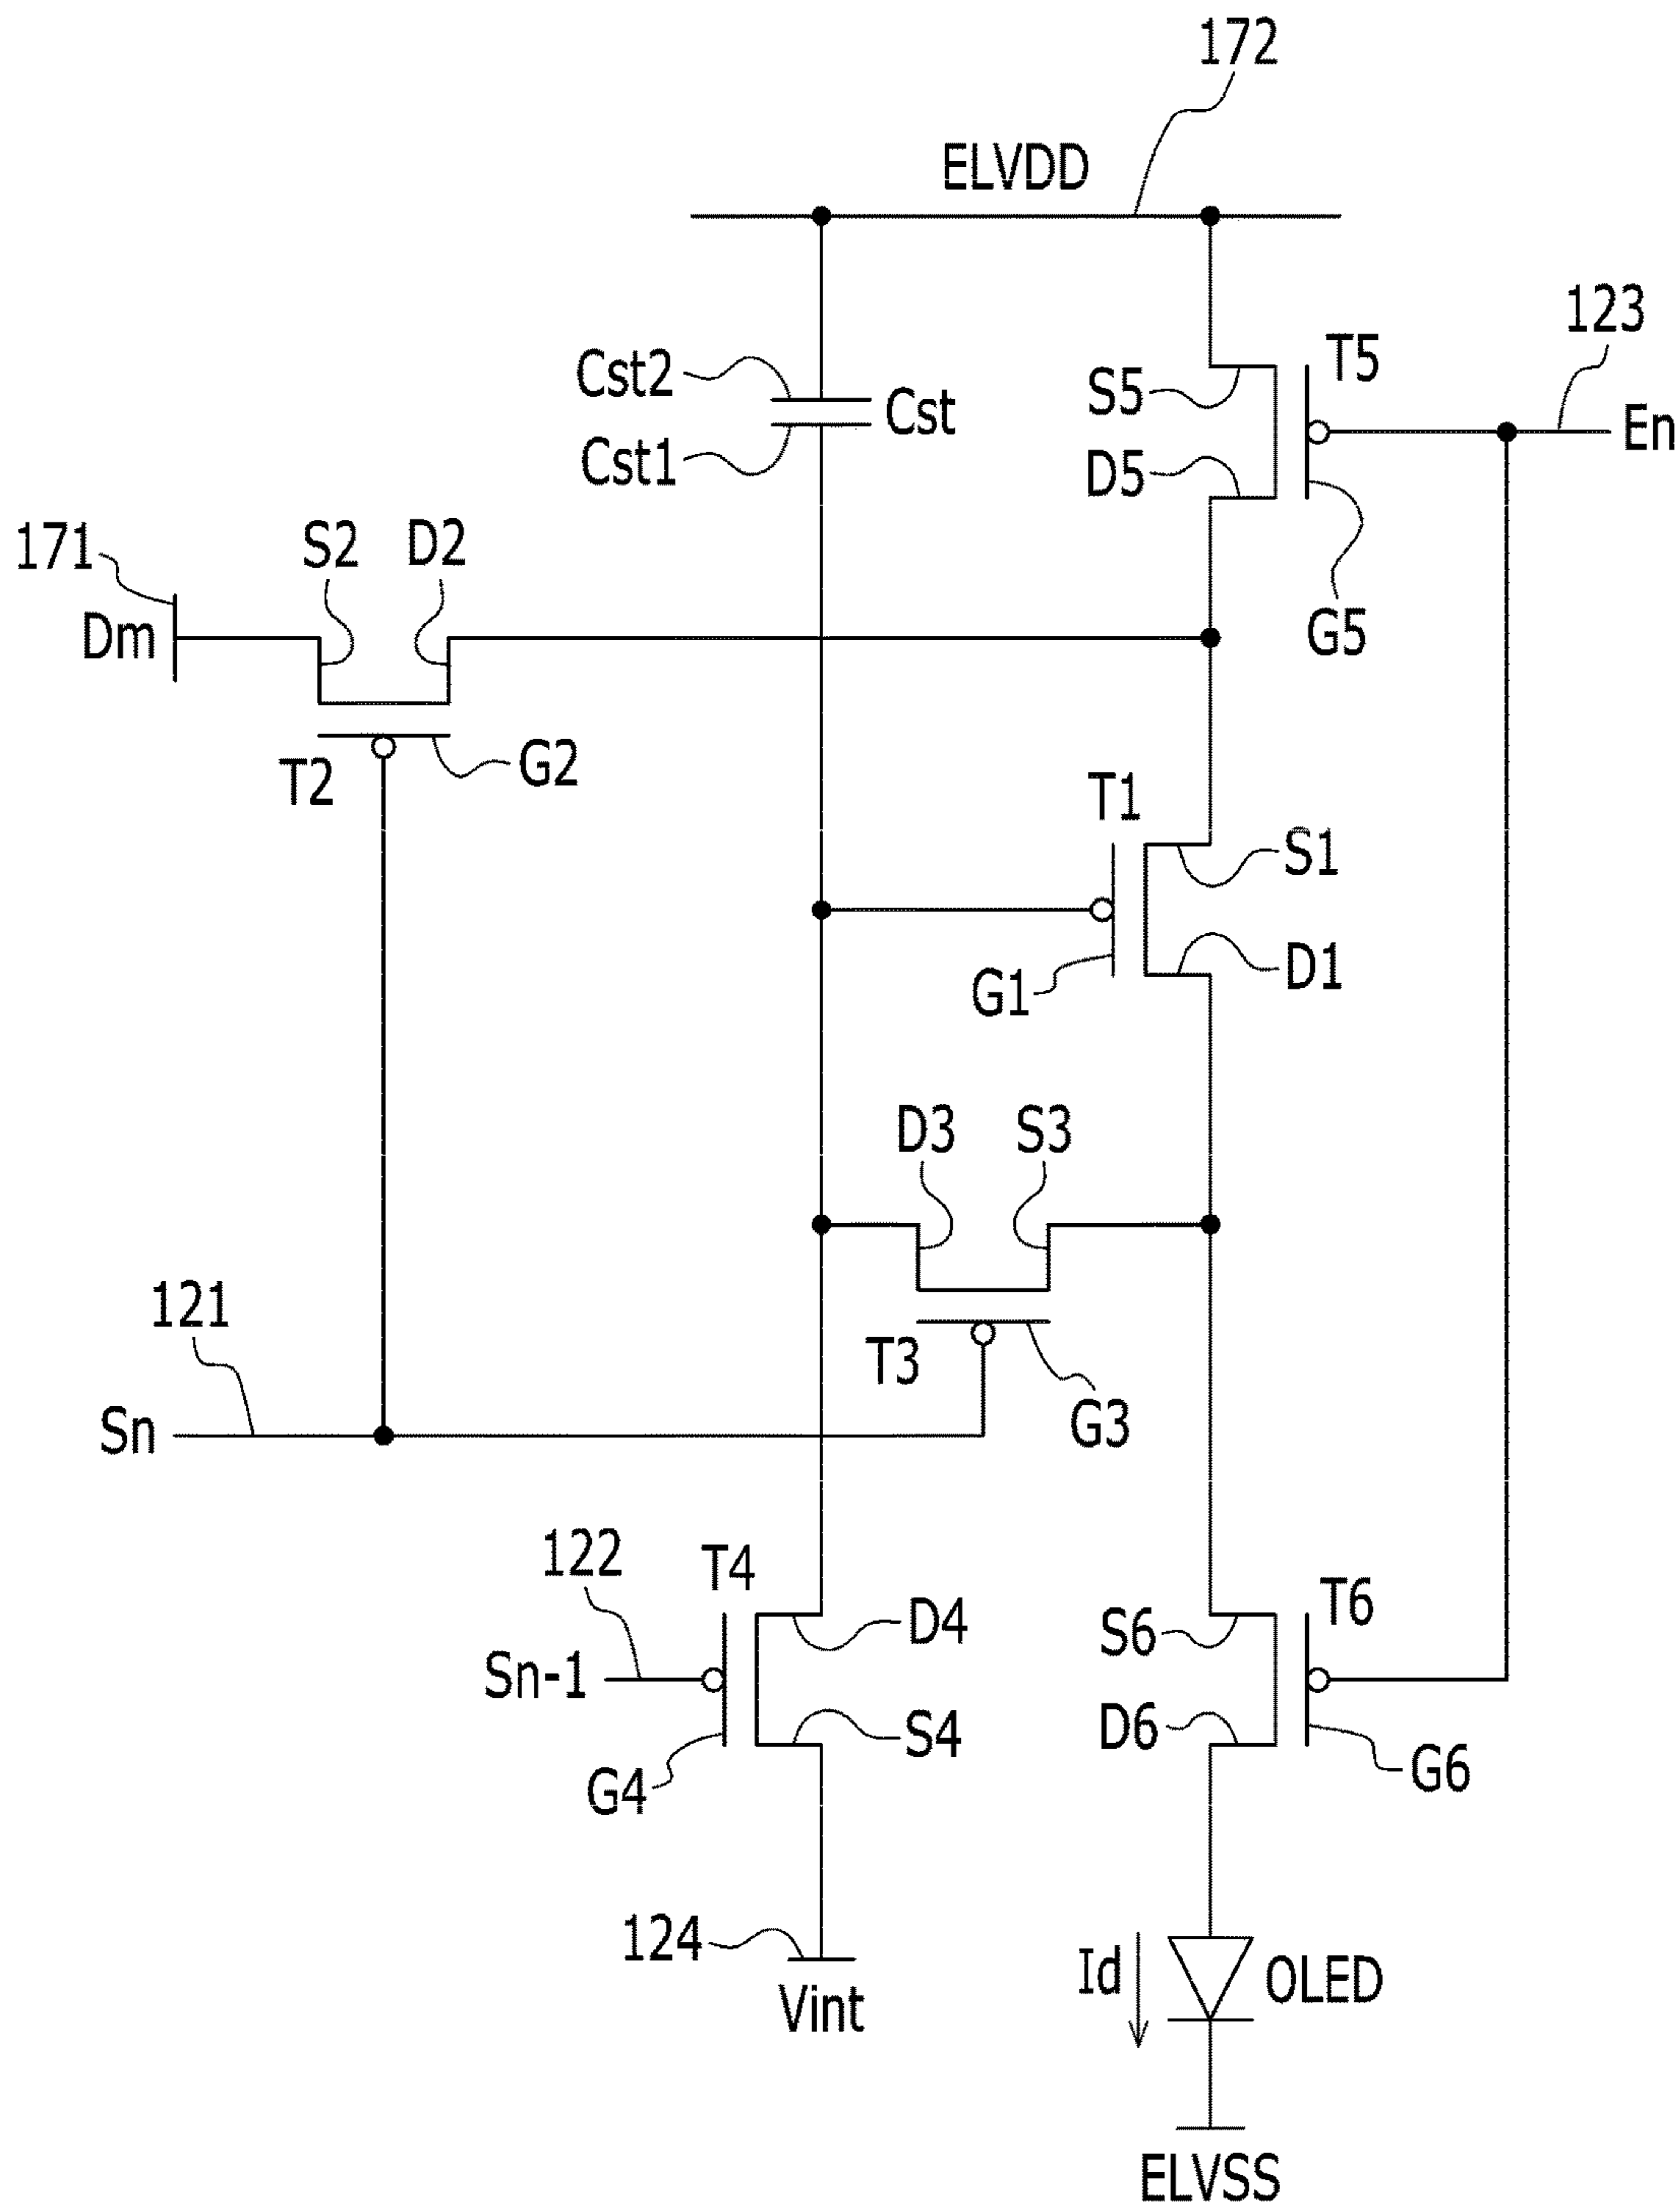 172
ELVDD
123
T5
Cst2
S5
Cst
En
Cst1
D5
171
S2
D2
Dm
G5
G2
T2
T1
S1
D1
G1
D3
S3
121
T3
G3
Sn
122
T4
T6
D4
S6
Sn-1
S4
D6
G4
G6
124
Id
OLED
Vint
ELVSS